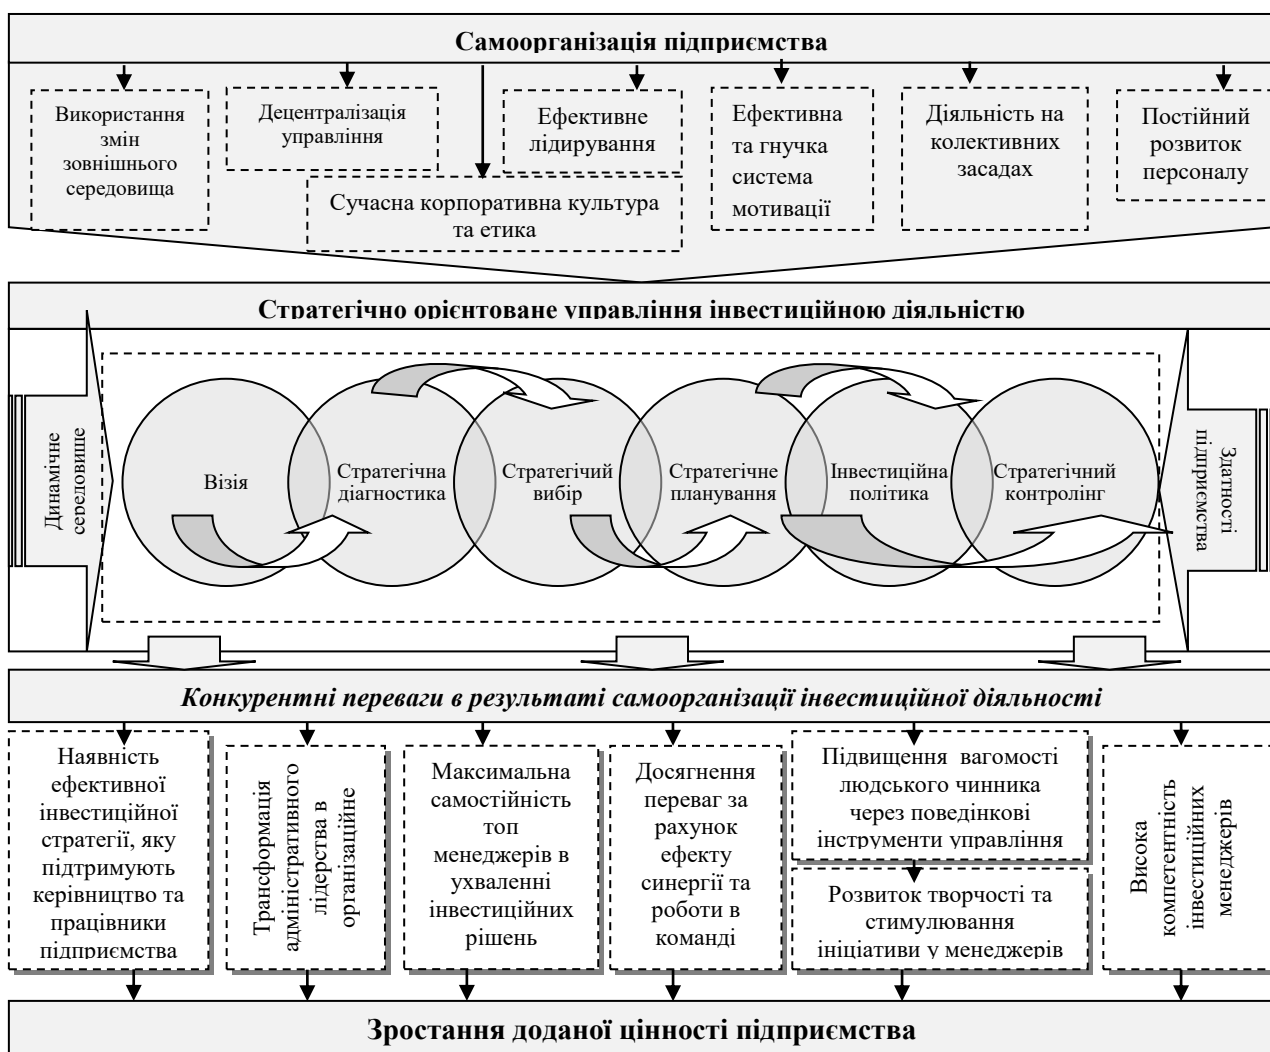 Самоорганізація підприємства
Використання
змін
зовнішнього
середовища
Децентралізація
управління
Сучасна корпоративна культура
та етика
Ефективне
лідирування
Ефективна
та гнучка
система
мотивації
Діяльність на
колективних
засадах
Постійний
розвиток
персоналу
Стратегічно орієнтоване управління інвестиційною діяльністю
Динамічне
середовище
Візія
Стратегічна
діагностика
Стратегічий
вибір
Стратегічне
планування
Інвестиційна
політика
Стратегічний
контролінг
Здатності
підприємства
Конкурентні переваги в результаті самоорганізації інвестиційної діяльності
Наявність
ефективної
інвестиційної
стратегії, яку
підтримують
керівництво та
працівники
підприємства
Трансформація
адміністративного
лідерства в
організаційне
Максимальна
самостійність
топ
менеджерів в
ухваленні
інвестиційних
рішень
Досягнення
переваг за
рахунок
ефекту
синергії та
роботи в
команді
Підвищення вагомості
людського чинника
через поведінкові
інструменти управління
Розвиток творчості та
стимулювання
ініціативи у менеджерів
Висока
компетентність
інвестиційних
менеджерів
Зростання доданої цінності підприємства